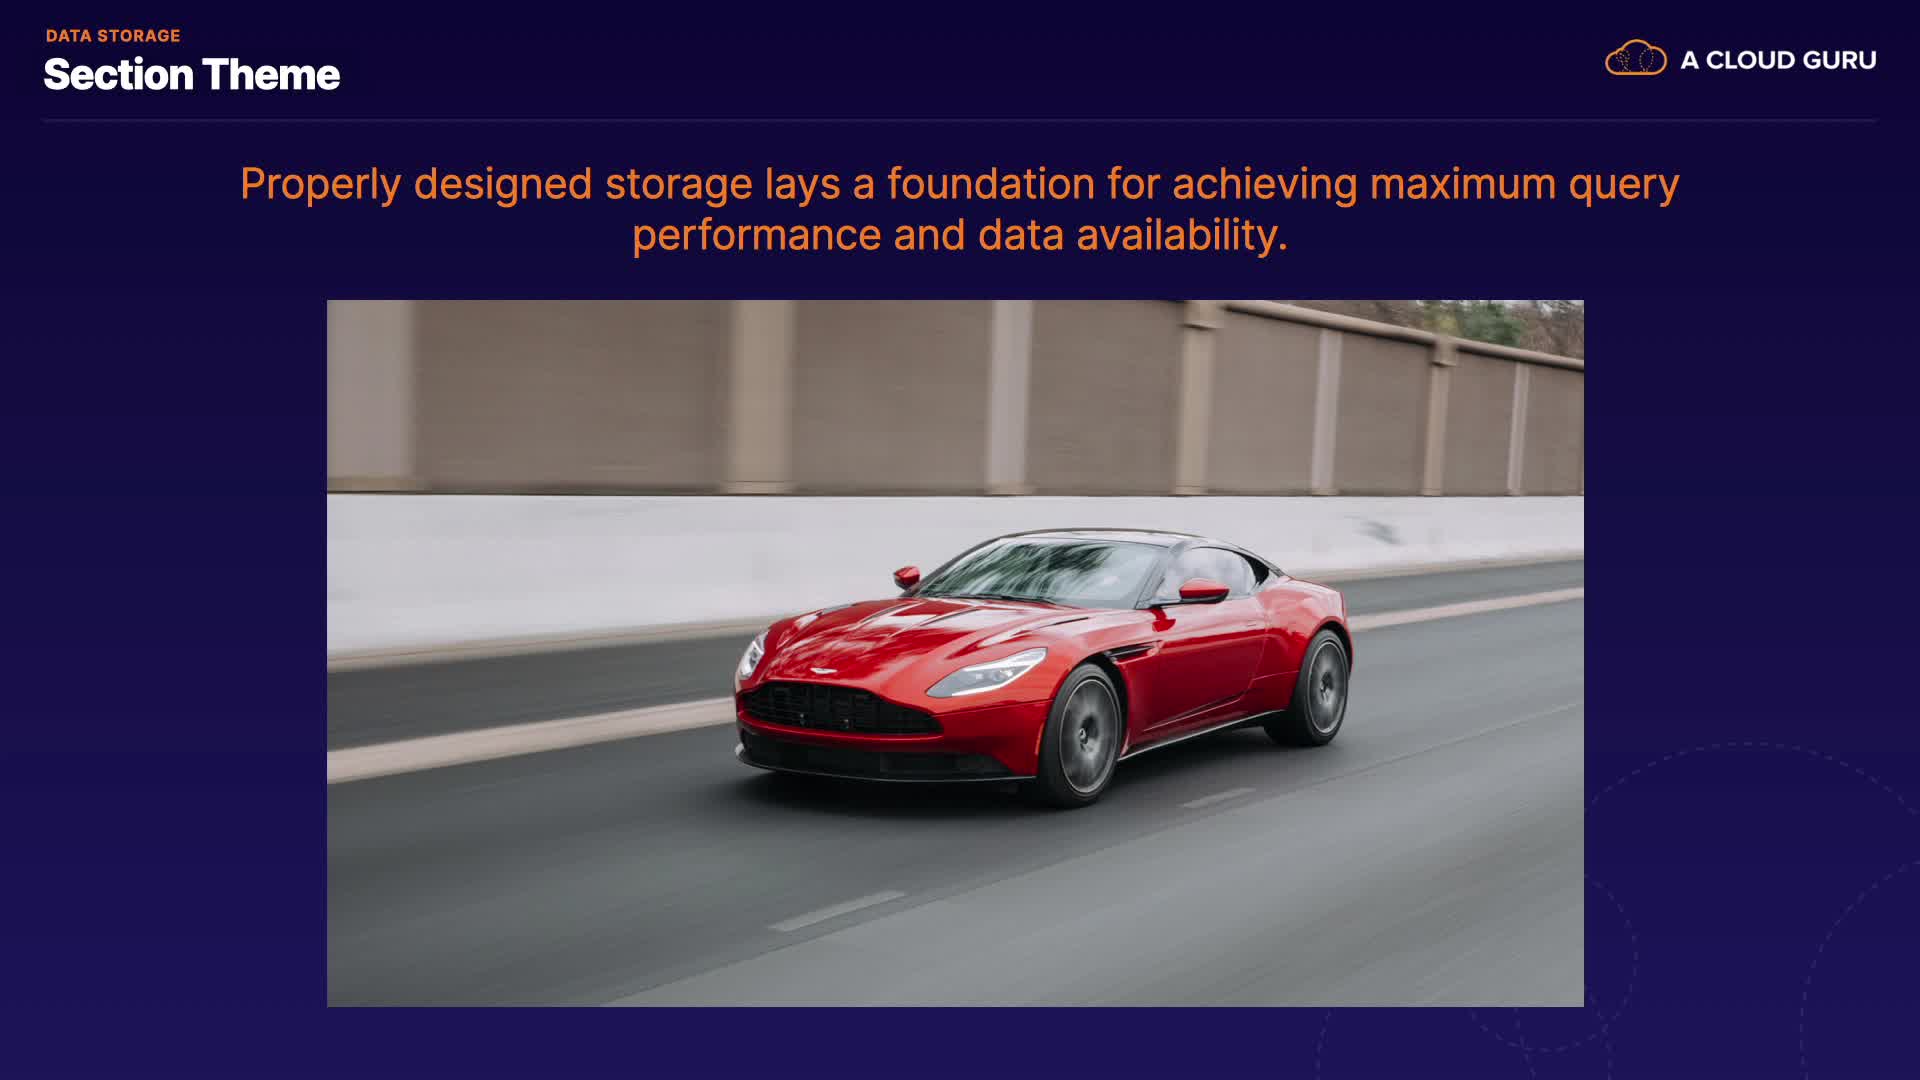 DATA STORAGE
Section Theme
A CLOUD GURU
Properly designed storage lays a foundation for achieving maximum query
performance and data availability.